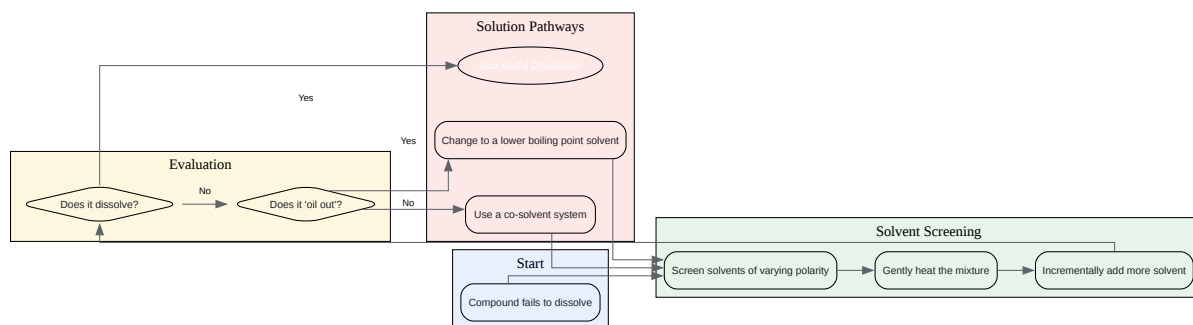 Solution Pathways
Successful Dissolution
Yes
Change to a lower boiling point solvent
Yes
Evaluation
Does it dissolve?
No
Does it 'oil out'?
No
Use a co-solvent system
Start
Compound fails to dissolve
Solvent Screening
Screen solvents of varying polarity
Gently heat the mixture
Incrementally add more solvent